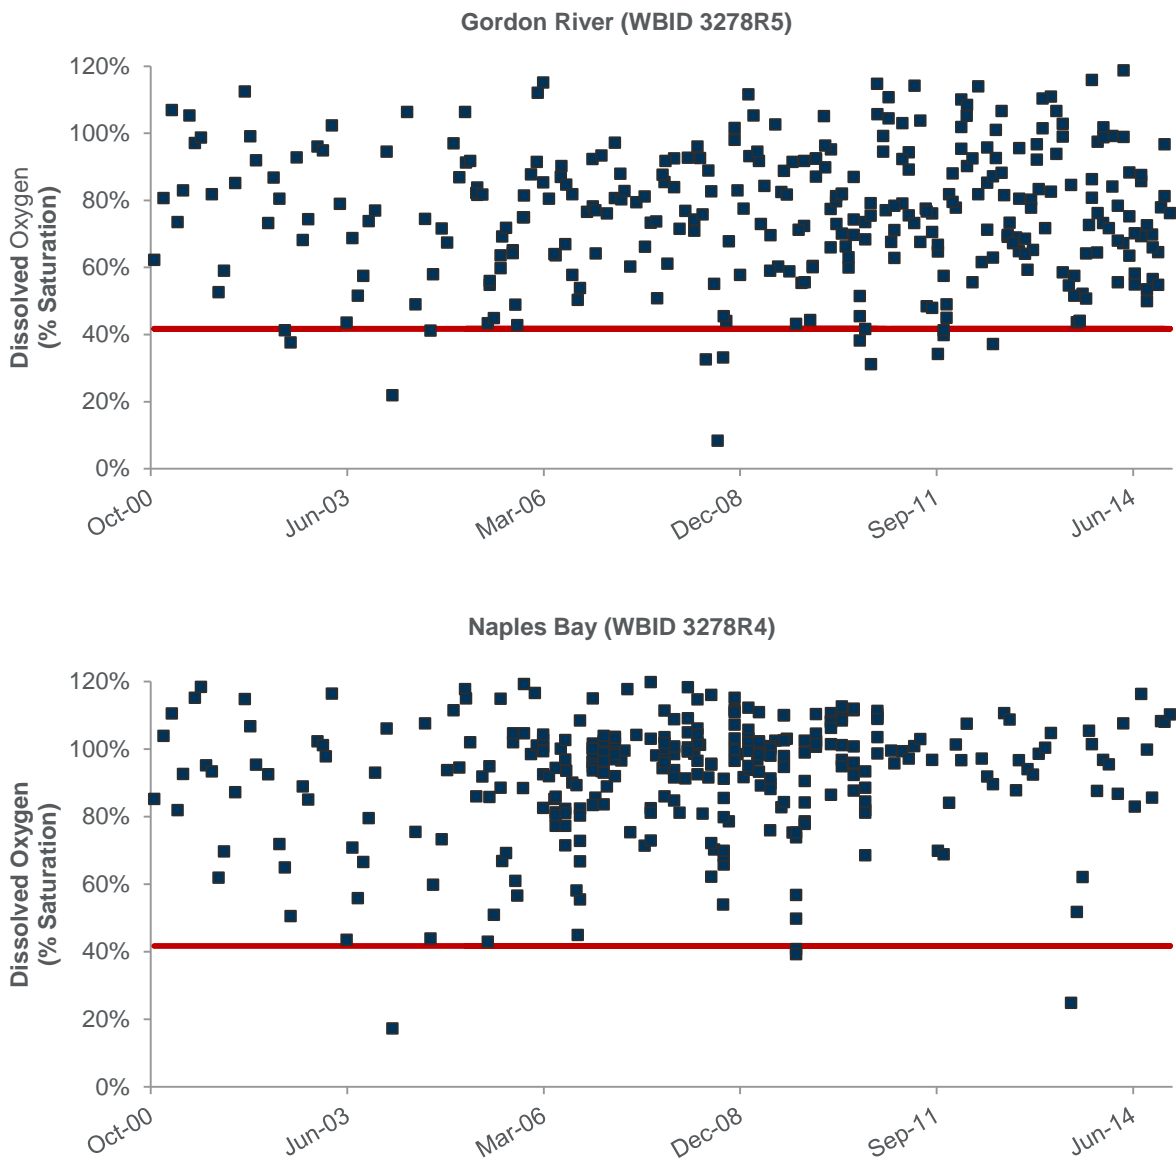 Gordon River (WBID 3278R5)
Dissolved Oxygen
(% Saturation)
120%
100%
80%
60%
40%
20%
0%
Oct-00
Jun-03
Mar-06
Dec-08
Sep-11
Jun-14
Naples Bay (WBID 3278R4)
Dissolved Oxygen
(% Saturation)
120%
100%
80%
60%
40%
20%
0%
Oct-00
Jun-03
Mar-06
Dec-08
Sep-11
Jun-14